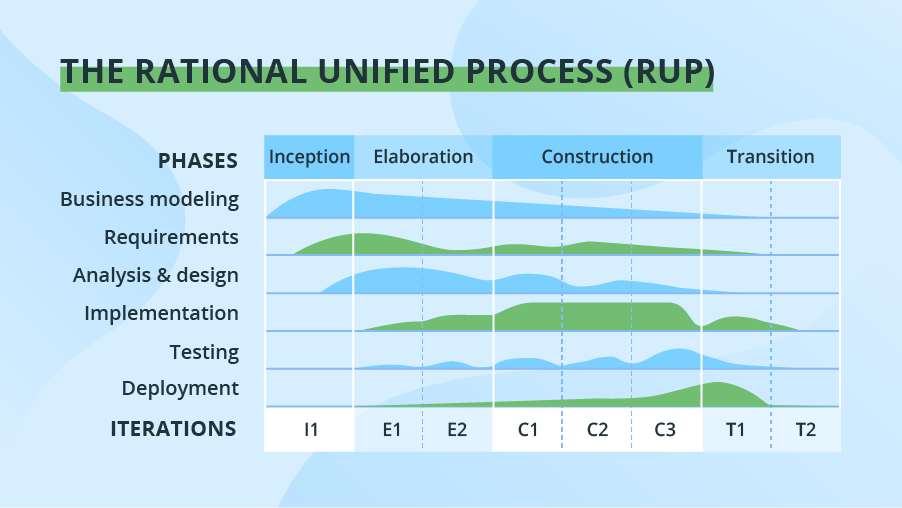 THE RATIONAL UNIFIED PROCESS (RUP)
PHASES Inception Elaboration Construction Transition
Business modeling
Requirements
Analysis & design
Implementation
Testing
Deployment
ITERATIONS I1 E1 E2 C1 C2 C3 T1 T2